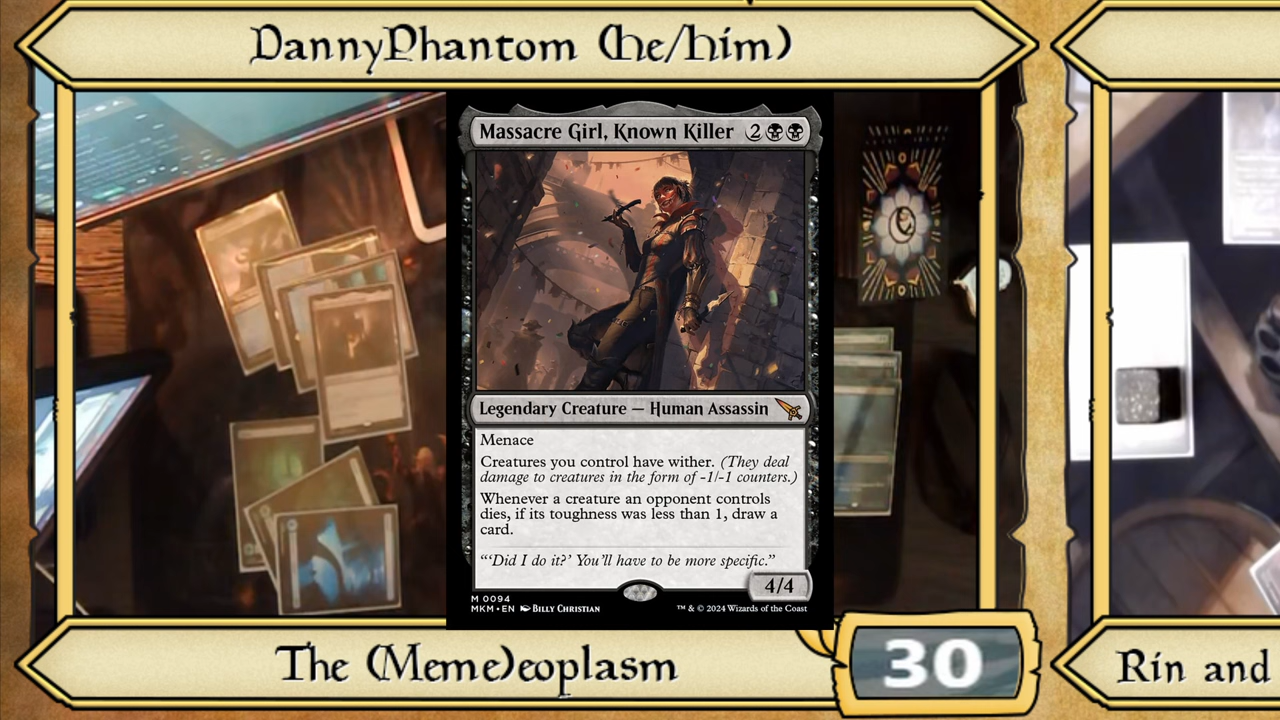 DannyPhantom (he/him)
Massacre Girl, Known Killer 2
Legendary Creature — Human Assassin
Menace
Creatures you control have wither. (They deal
damage to creatures in the form of -1/-1 counters.)
Whenever a creature an opponent controls
dies, if its toughness was less than 1, draw a
card.
“‘Did I do it?’ You’ll have to be more specific.”
4/4
M 0094
MKM • EN Billy Christian
™ & © 2024 Wizards of the Coast
The (Meme)eoplasm
30
Rin and